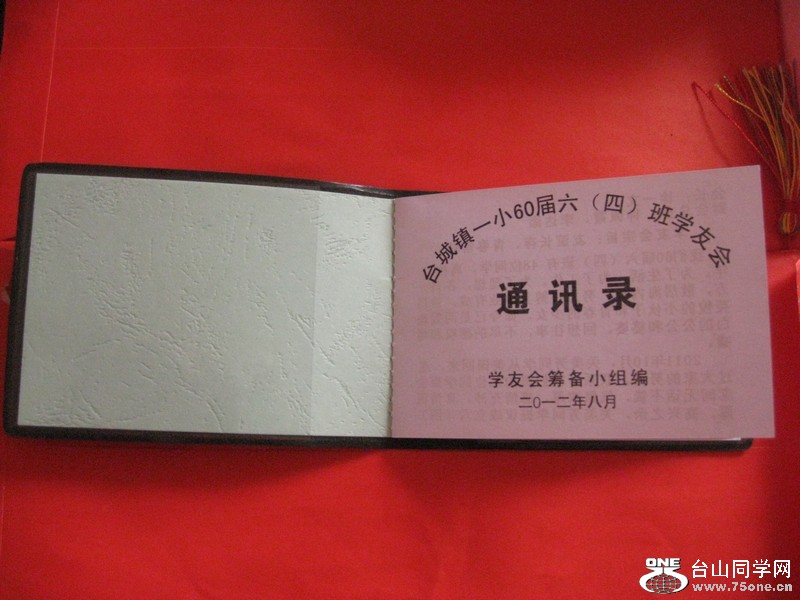 台城镇一小60届六（四）班学友会
通讯录
学友会筹备小组编
二〇一二年八月
ONE
台山同学网
www.75one.cn